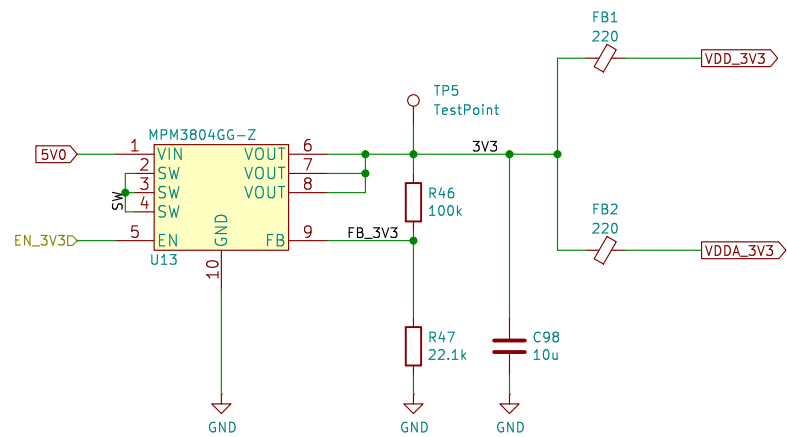 FB1
220
VDD_3V3
TP5
TestPoint
MPM3804GG-Z
5V0
1
VIN
VOUT
6
3V3
2
SW
VOUT
7
3
SW
VOUT
8
SW
4
SW
R46
100k
FB2
220
EN_3V3
5
EN
GND
FB
9
FB_3V3
VDDA_3V3
U13
10
R47
22.1k
C98
10u
GND
GND
GND